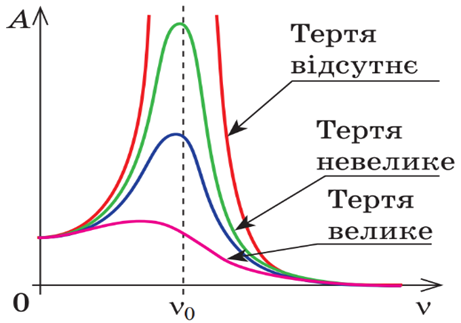 A
Тертя
відсутнє
Тертя
невелике
Тертя
велике
0
ν₀
ν